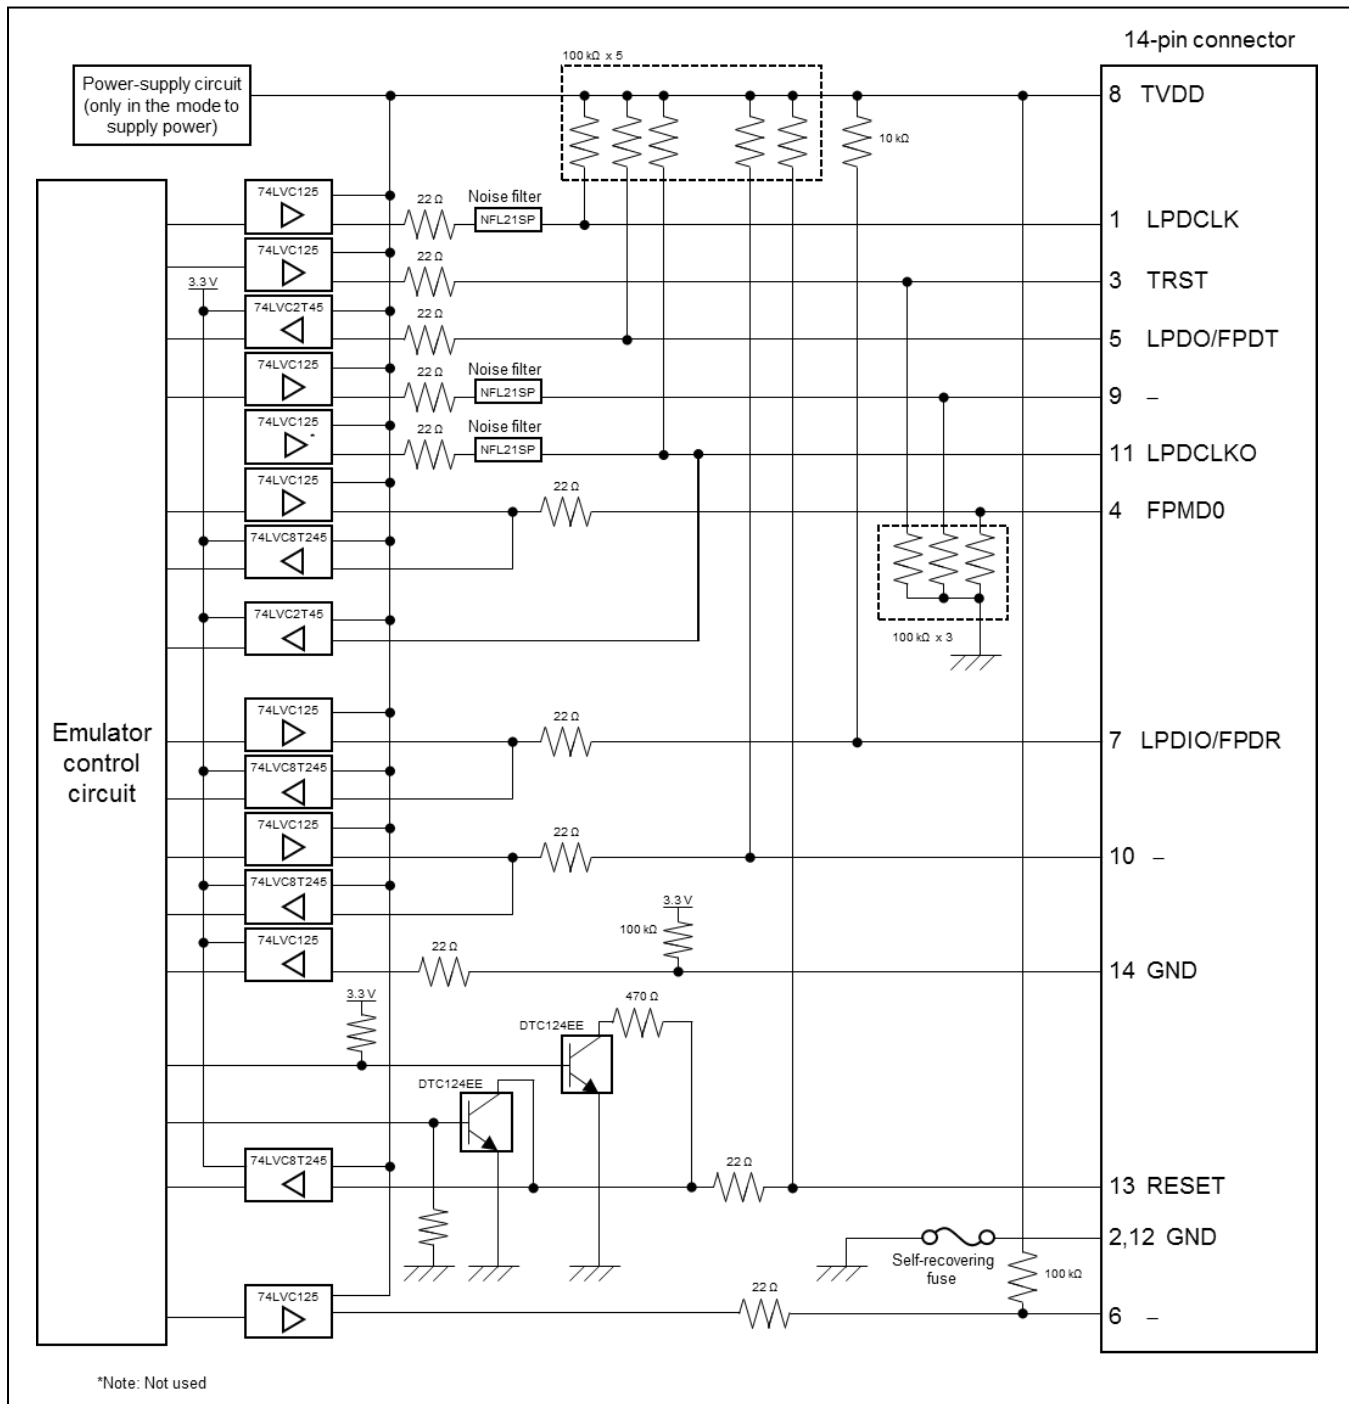 14-pin connector
100 kΩ x 5
Power-supply circuit
(only in the mode to
supply power)
8 TVDD
10 kΩ
74LVC125
22 Ω
Noise filter
NFL21SP
1 LPDCLK
74LVC125
22 Ω
3 TRST
3.3 V
74LVC2T45
22 Ω
5 LPDO/FPDT
74LVC125
22 Ω
Noise filter
NFL21SP
9 –
74LVC125
*
22 Ω
Noise filter
NFL21SP
11 LPDCLKO
74LVC125
22 Ω
4 FPMD0
74LVC8T245
74LVC2T45
100 kΩ x 3
Emulator
control
circuit
74LVC125
22 Ω
7 LPDIO/FPDR
74LVC8T245
74LVC125
22 Ω
10 –
74LVC8T245
3.3 V
100 kΩ
74LVC125
22 Ω
14 GND
3.3 V
470 Ω
DTC124EE
DTC124EE
74LVC8T245
22 Ω
13 RESET
2,12 GND
Self-recovering
fuse
100 kΩ
74LVC125
22 Ω
6 –
*Note: Not used